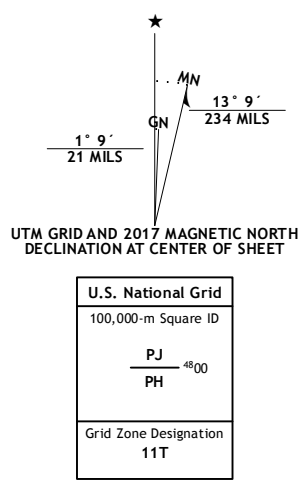 ★
MN
GN
13° 9´
234 MILS
1° 9´
21 MILS
UTM GRID AND 2017 MAGNETIC NORTH
DECLINATION AT CENTER OF SHEET
U.S. National Grid
100,000-m Square ID
PJ
4800
PH
Grid Zone Designation
11T